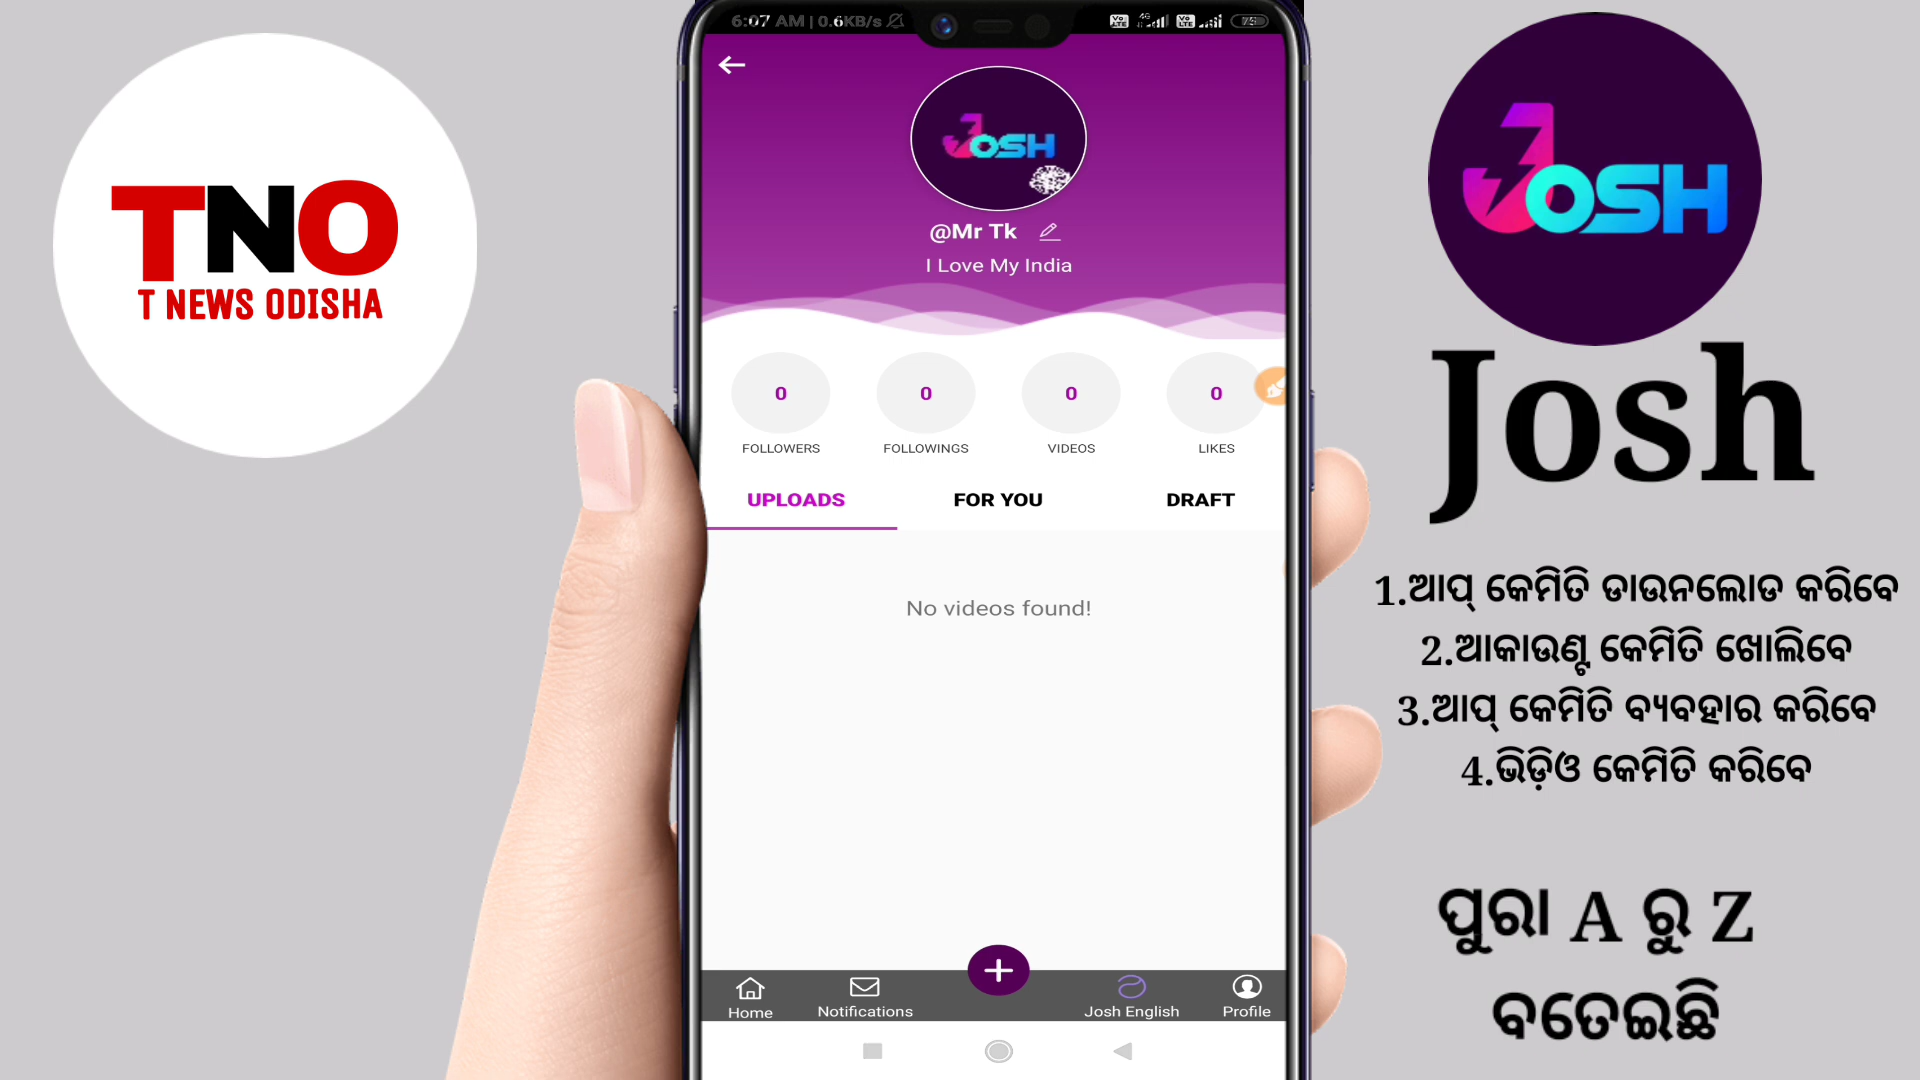 TNO
T NEWS ODISHA
6:07 AM | 0.6KB/s
4G
75
JOSH
@Mr Tk
I Love My India
0 0 0 0
FOLLOWERS FOLLOWINGS VIDEOS LIKES
UPLOADS FOR YOU DRAFT
No videos found!
Home Notifications Josh English Profile
JOSH
Josh
1.ଆପ୍ କେମିତି ଡାଉନଲୋଡ କରିବେ
2.ଆକାଉଣ୍ଟ କେମିତି ଖୋଲିବେ
3.ଆପ୍ କେମିତି ବ୍ୟବହାର କରିବେ
4.ଭିଡ଼ିଓ କେମିତି କରିବେ
ପୁରା A ରୁ Z
ବତେଇଛି